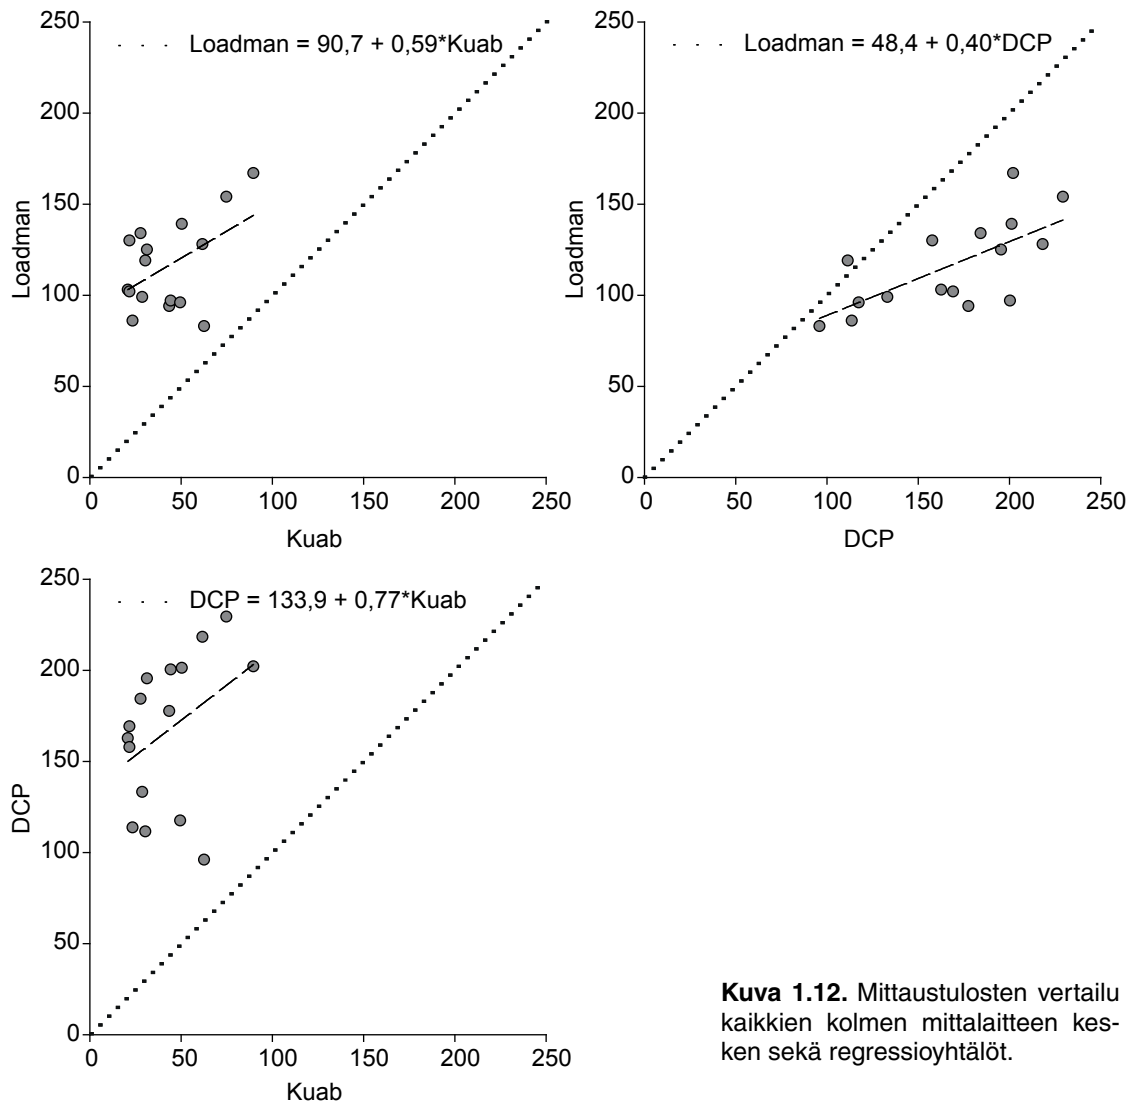 250
200
150
100
50
0
Loadman
Loadman = 90,7 + 0,59*Kuab
0 50 100 150 200 250
Kuab
250
200
150
100
50
0
Loadman
Loadman = 48,4 + 0,40*DCP
0 50 100 150 200 250
DCP
250
200
150
100
50
0
DCP
DCP = 133,9 + 0,77*Kuab
0 50 100 150 200 250
Kuab
Kuva 1.12. Mittaustulosten vertailu
kaikkien kolmen mittalaitteen kes-
ken sekä regressioyhtälöt.